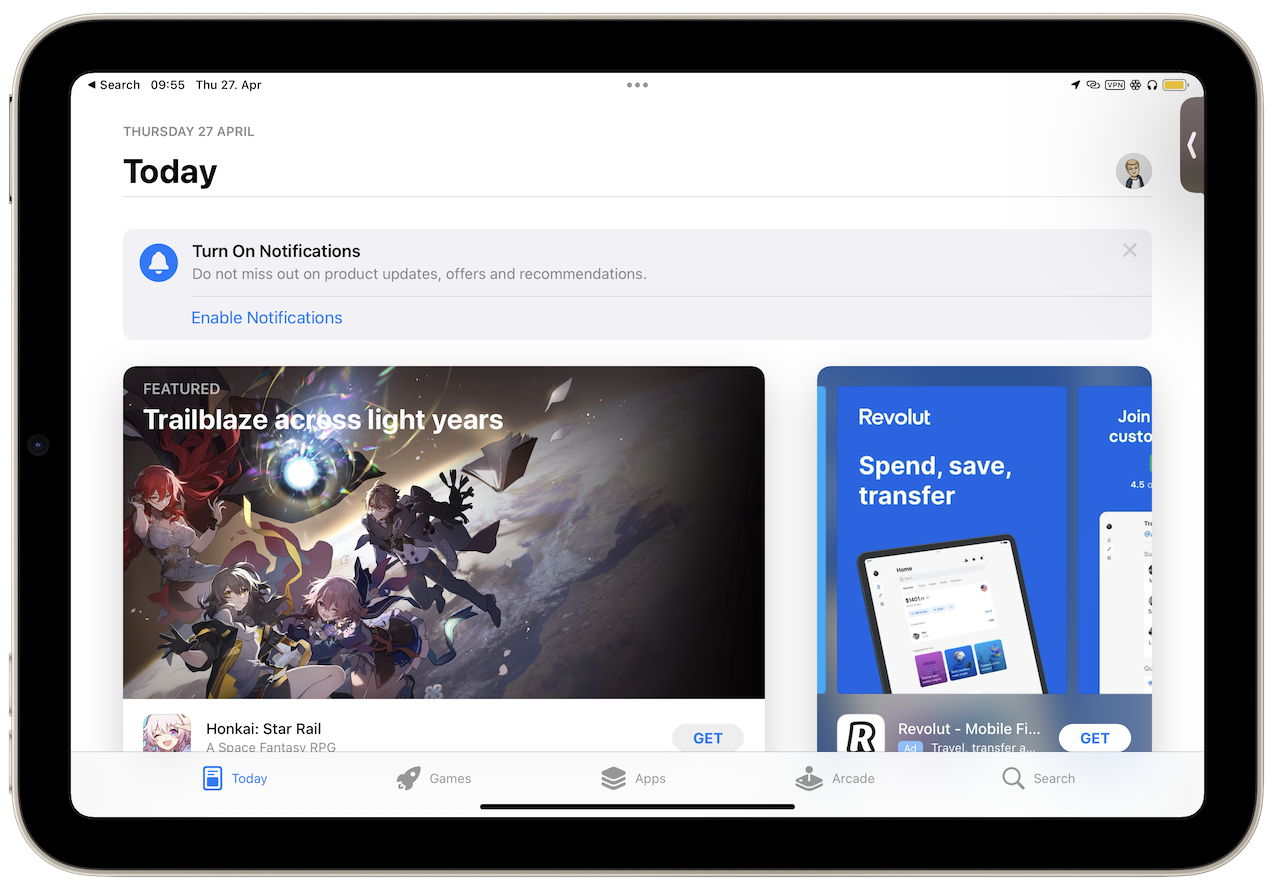 ◀ Search 09:55 Thu 27. Apr
VPN
THURSDAY 27 APRIL
Today
Turn On Notifications
Do not miss out on product updates, offers and recommendations.
Enable Notifications
FEATURED
Trailblaze across light years
Honkai: Star Rail
A Space Fantasy RPG
GET
Revolut
Spend, save,
transfer
Home
Join
custo
4.5
Revolut - Mobile Fi...
Ad Travel, transfer a...
GET
Today
Games
Apps
Arcade
Search